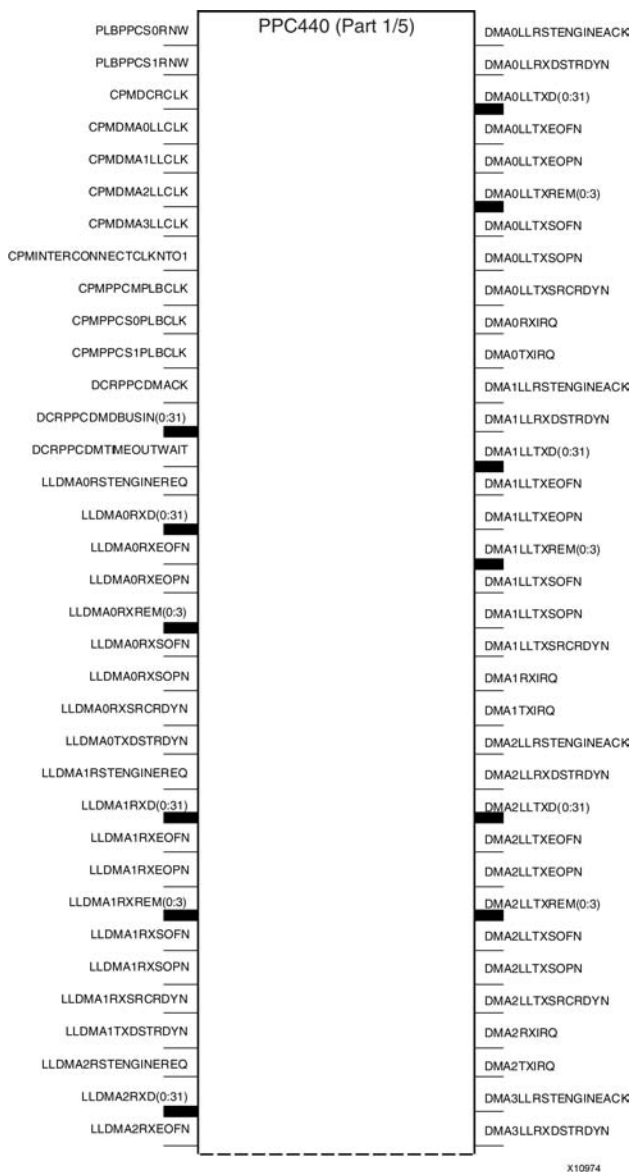 PPC440 (Part 1/5)
PLBPPCS0RNW
PLBPPCS1RNW
CPMDCRCLK
CPMDMA0LLCLK
CPMDMA1LLCLK
CPMDMA2LLCLK
CPMDMA3LLCLK
CPMINTERCONNECTCLKNTO1
CPMPPCMPLBCLK
CPMPPCS0PLBCLK
CPMPPCS1PLBCLK
DCRPPCDMACK
DCRPPCDMDBUSIN(0:31)
DCRPPCDMTIMEOUTWAIT
LLDMA0RSTENGINEREQ
LLDMA0RXD(0:31)
LLDMA0RXEOFN
LLDMA0RXEOPN
LLDMA0RXREM(0:3)
LLDMA0RXSOFN
LLDMA0RXSOPN
LLDMA0RXSRCRDYN
LLDMA0TXDSTRDYN
LLDMA1RSTENGINEREQ
LLDMA1RXD(0:31)
LLDMA1RXEOFN
LLDMA1RXEOPN
LLDMA1RXREM(0:3)
LLDMA1RXSOFN
LLDMA1RXSOPN
LLDMA1RXSRCRDYN
LLDMA1TXDSTRDYN
LLDMA2RSTENGINEREQ
LLDMA2RXD(0:31)
LLDMA2RXEOFN
DMA0LLRSTENGINEACK
DMA0LLRXDSTRDYN
DMA0LLTXD(0:31)
DMA0LLTXEOFN
DMA0LLTXEOPN
DMA0LLTXREM(0:3)
DMA0LLTXSOFN
DMA0LLTXSOPN
DMA0LLTXSRCRDYN
DMA0RXIRQ
DMA0TXIRQ
DMA1LLRSTENGINEACK
DMA1LLRXDSTRDYN
DMA1LLTXD(0:31)
DMA1LLTXEOFN
DMA1LLTXEOPN
DMA1LLTXREM(0:3)
DMA1LLTXSOFN
DMA1LLTXSOPN
DMA1LLTXSRCRDYN
DMA1RXIRQ
DMA1TXIRQ
DMA2LLRSTENGINEACK
DMA2LLRXDSTRDYN
DMA2LLTXD(0:31)
DMA2LLTXEOFN
DMA2LLTXEOPN
DMA2LLTXREM(0:3)
DMA2LLTXSOFN
DMA2LLTXSOPN
DMA2LLTXSRCRDYN
DMA2RXIRQ
DMA2TXIRQ
DMA3LLRSTENGINEACK
DMA3LLRXDSTRDYN
X10974